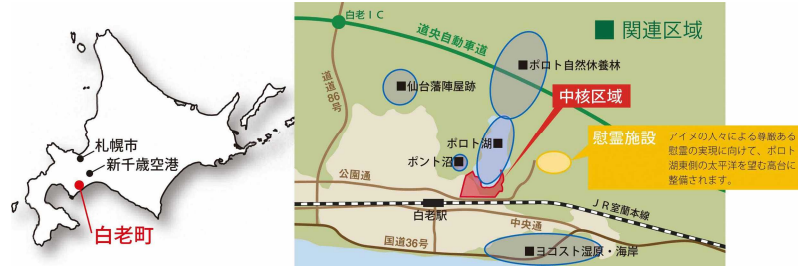 札幌市
新千歳空港
白老町
白老IC
道央自動車道
■関連区域
道道86号
■仙台藩陣屋跡
■ポロト自然休養林
中核区域
ポロト湖■
ポント沼■
慰霊施設
アイヌの人々による尊厳ある
慰霊の実現に向けて、ポロト
湖東側の太平洋を望む高台に
整備されます。
公園通
白老駅
JR室蘭本線
中央通
国道36号
■ヨコスト湿原・海岸